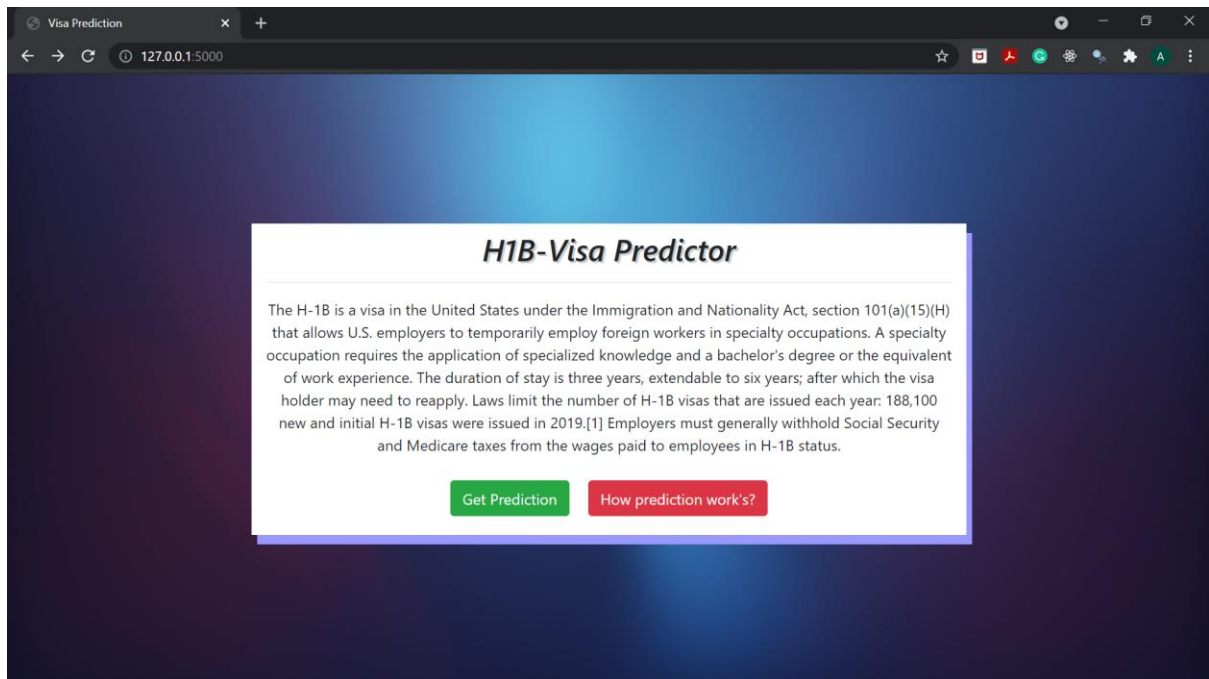 Visa Prediction
127.0.0.1:5000
A
H1B-Visa Predictor
The H-1B is a visa in the United States under the Immigration and Nationality Act, section 101(a)(15)(H)
that allows U.S. employers to temporarily employ foreign workers in specialty occupations. A specialty
occupation requires the application of specialized knowledge and a bachelor's degree or the equivalent
of work experience. The duration of stay is three years, extendable to six years; after which the visa
holder may need to reapply. Laws limit the number of H-1B visas that are issued each year: 188,100
new and initial H-1B visas were issued in 2019.[1] Employers must generally withhold Social Security
and Medicare taxes from the wages paid to employees in H-1B status.
Get Prediction How prediction work's?